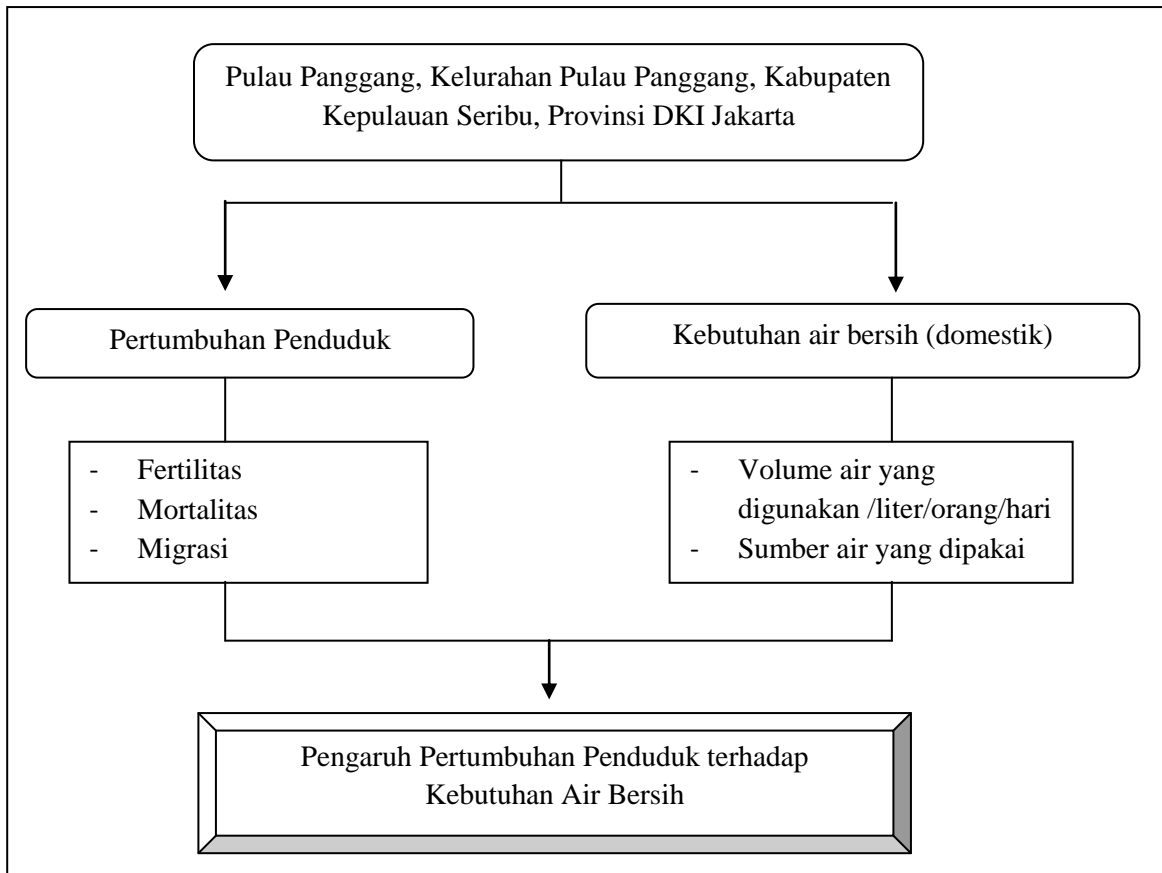 Pulau Panggang, Kelurahan Pulau Panggang, Kabupaten
Kepulauan Seribu, Provinsi DKI Jakarta
Pertumbuhan Penduduk
Kebutuhan air bersih (domestik)
- Fertilitas
- Mortalitas
- Migrasi
- Volume air yang
digunakan /liter/orang/hari
- Sumber air yang dipakai
Pengaruh Pertumbuhan Penduduk terhadap
Kebutuhan Air Bersih